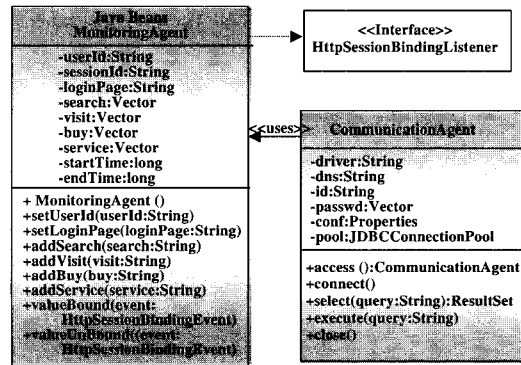 Java Beans
MonitoringAgent
-userId:String
-sessionId:String
-loginPage:String
-search:Vector
-visit:Vector
-buy:Vector
-service:Vector
-startTime:long
-endTime:long
+ MonitoringAgent ()
+setUserId(userId:String)
+setLoginPage(loginPage:String)
+addSearch(search:String)
+addVisit(visit:String)
+addBuy(buy:String)
+addService(service:String)
+valueBound(event:
HttpSessionBindingEvent)
+valueUnBound((event:
HttpSessionBindingEvent)
<<Interface>>
HttpSessionBindingListener
<<uses>>
CommunicationAgent
-driver:String
-dns:String
-id:String
-passwd:Vector
-conf:Properties
-pool:JDBCConnectionPool
+access ():CommunicationAgent
+connect()
+select(query:String):ResultSet
+execute(query:String)
+close()